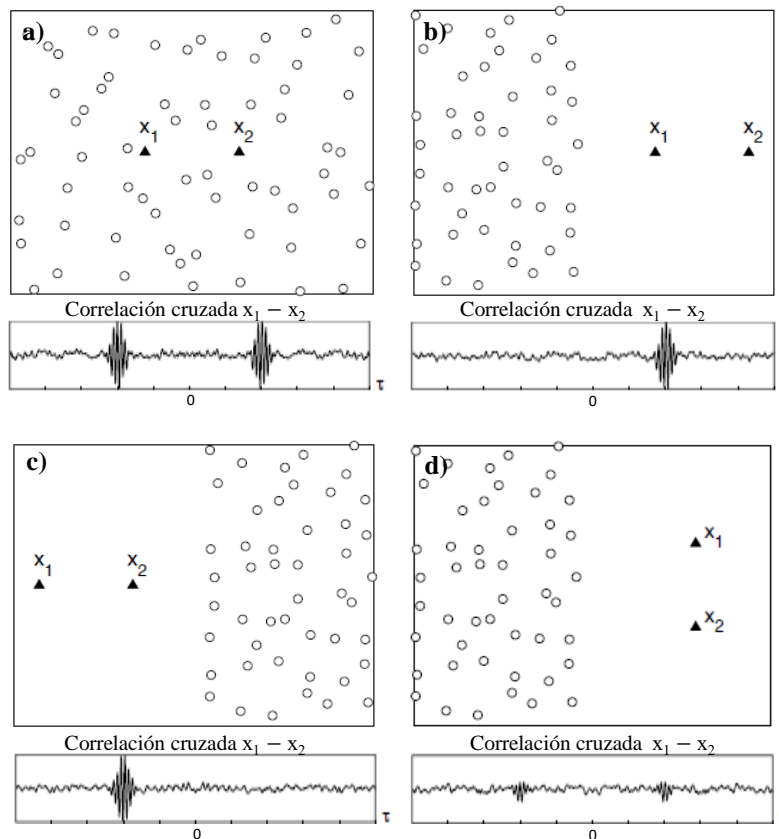 a)
x₁ x₂
Correlación cruzada x₁ − x₂
τ
0
b)
x₁ x₂
Correlación cruzada x₁ − x₂
0
c)
x₁ x₂
Correlación cruzada x₁ − x₂
τ
0
d)
x₁
x₂
Correlación cruzada x₁ − x₂
0